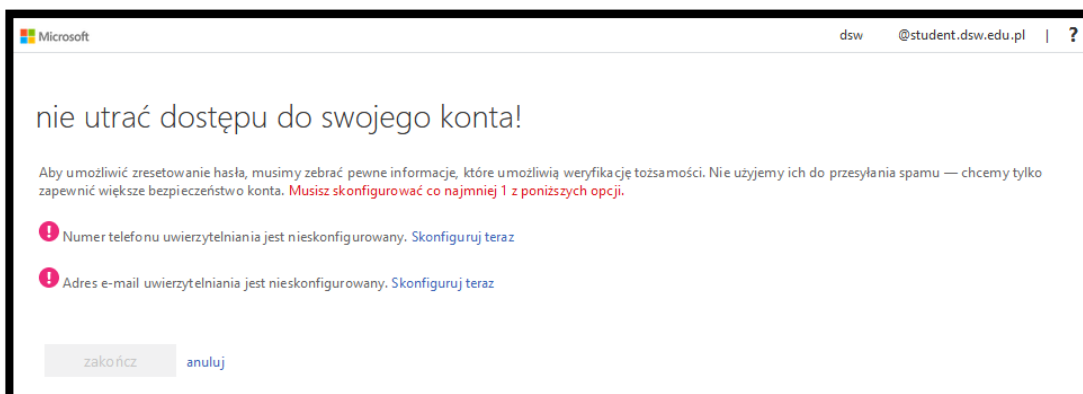 Microsoft dsw @student.dsw.edu.pl | ?
nie utrać dostępu do swojego konta!
Aby umożliwić zresetowanie hasła, musimy zebrać pewne informacje, które umożliwią weryfikację tożsamości. Nie użyjemy ich do przesyłania spamu — chcemy tylko
zapewnić większe bezpieczeństwo konta. Musisz skonfigurować co najmniej 1 z poniższych opcji.
! Numer telefonu uwierzytelniania jest nieskonfigurowany. Skonfiguruj teraz
! Adres e-mail uwierzytelniania jest nieskonfigurowany. Skonfiguruj teraz
zakończ anuluj